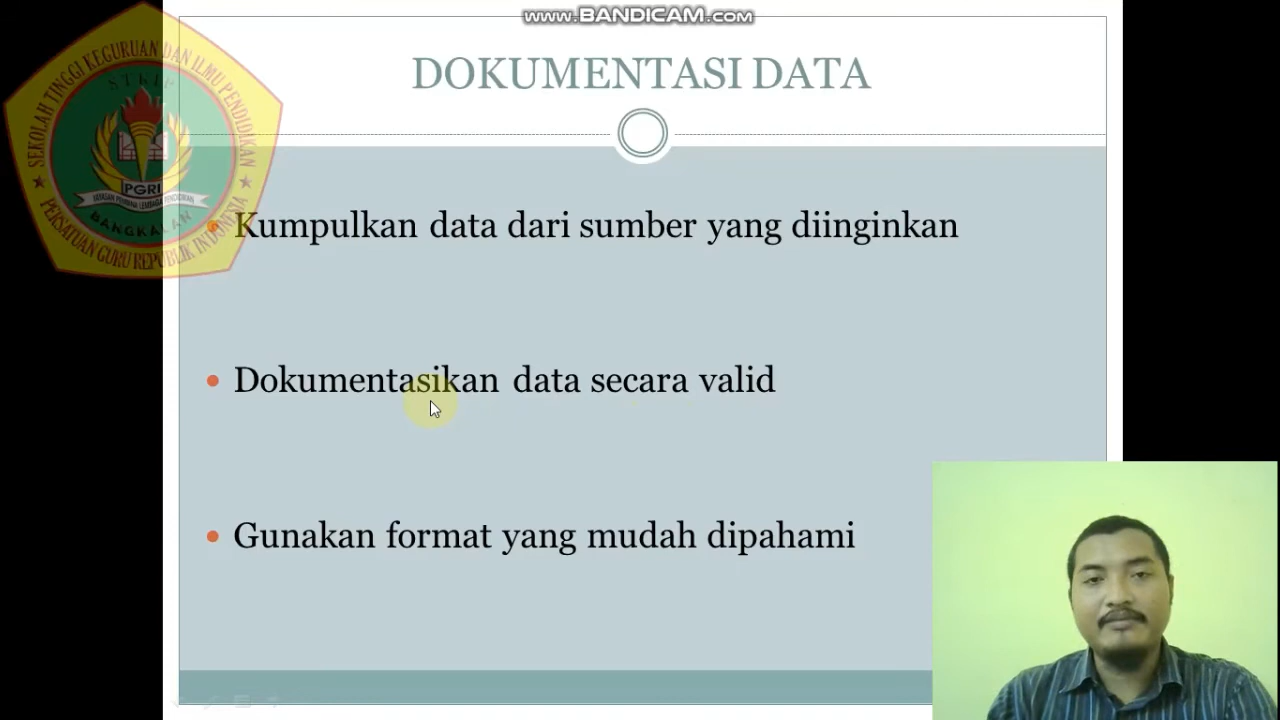 WWW.BANDICAM.COM
DOKUMENTASI DATA
SEKOLAH TINGGI KEGURUAN DAN ILMU PENDIDIKAN
STKIP
PGRI
BANGKALAN
PERSATUAN GURU REPUBLIK INDONESIA
Kumpulkan data dari sumber yang diinginkan
Dokumentasikan data secara valid
Gunakan format yang mudah dipahami